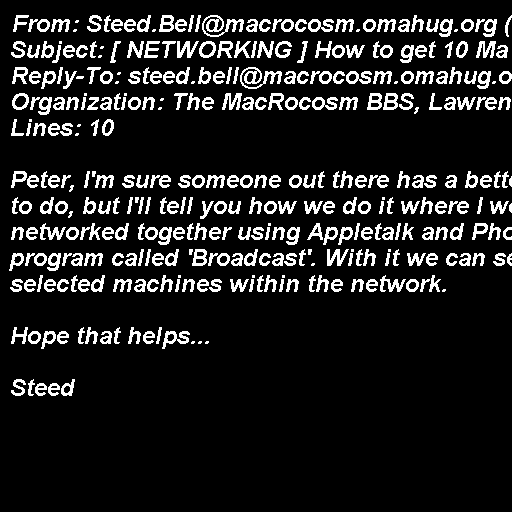 From: Steed.Bell@macrocosm.omahug.org (
Subject: [ NETWORKING ] How to get 10 Ma
Reply-To: steed.bell@macrocosm.omahug.o
Organization: The MacRocosm BBS, Lawren
Lines: 10

Peter, I'm sure someone out there has a bette
to do, but I'll tell you how we do it where I wo
networked together using Appletalk and Pho
program called 'Broadcast'. With it we can se
selected machines within the network.

Hope that helps...

Steed